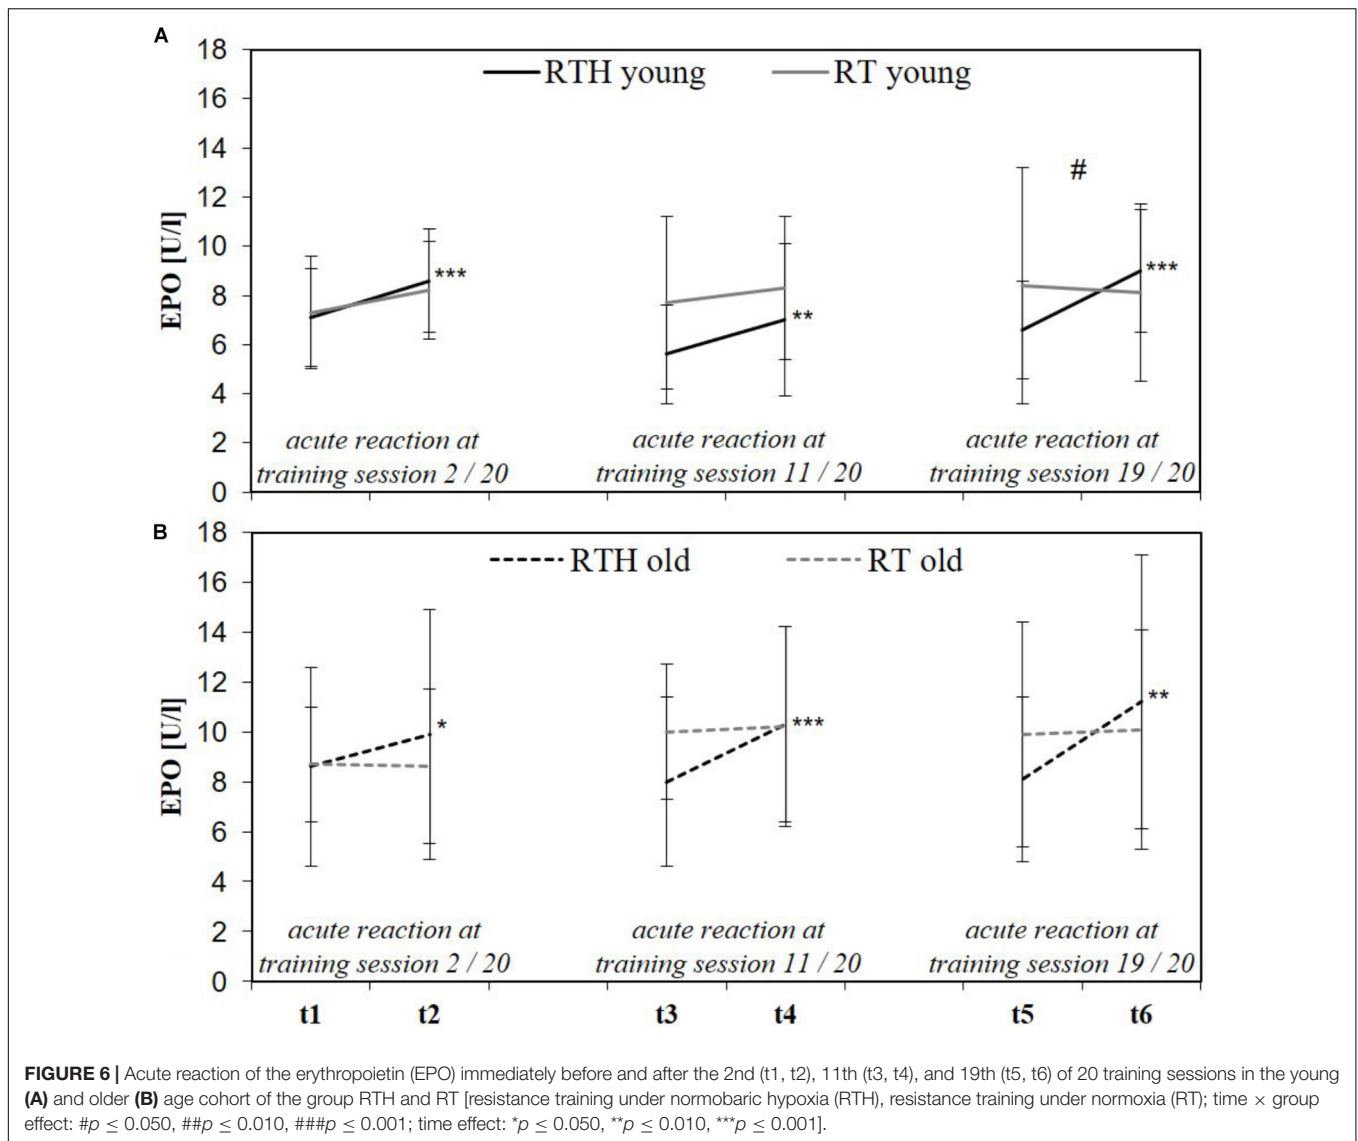 A
18
RTH young RT young
16
14
12
#
10
***
***
8
**
6
4
2
0
EPO [U/l]
acute reaction at
training session 2 / 20
acute reaction at
training session 11 / 20
acute reaction at
training session 19 / 20
B
18
RTH old RT old
16
14
12
**
10
*
***
8
6
4
2
0
EPO [U/l]
acute reaction at
training session 2 / 20
acute reaction at
training session 11 / 20
acute reaction at
training session 19 / 20
t1 t2 t3 t4 t5 t6
FIGURE 6 | Acute reaction of the erythropoietin (EPO) immediately before and after the 2nd (t1, t2), 11th (t3, t4), and 19th (t5, t6) of 20 training sessions in the young
(A) and older (B) age cohort of the group RTH and RT [resistance training under normobaric hypoxia (RTH), resistance training under normoxia (RT); time × group
effect: #p ≤ 0.050, ##p ≤ 0.010, ###p ≤ 0.001; time effect: *p ≤ 0.050, **p ≤ 0.010, ***p ≤ 0.001].